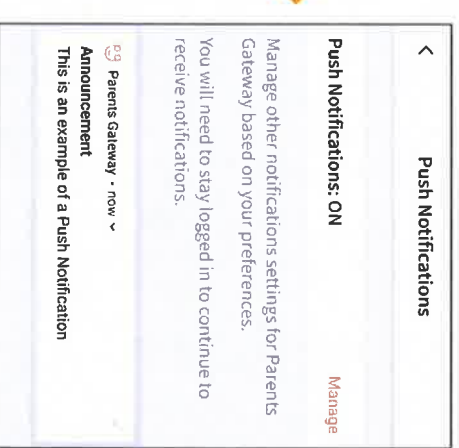 Push Notifications
Push Notifications: ON
Manage
Manage other notifications settings for Parents
Gateway based on your preferences.
You will need to stay logged in to continue to
receive notifications.
pg Parents Gateway • now
Announcement
This is an example of a Push Notification